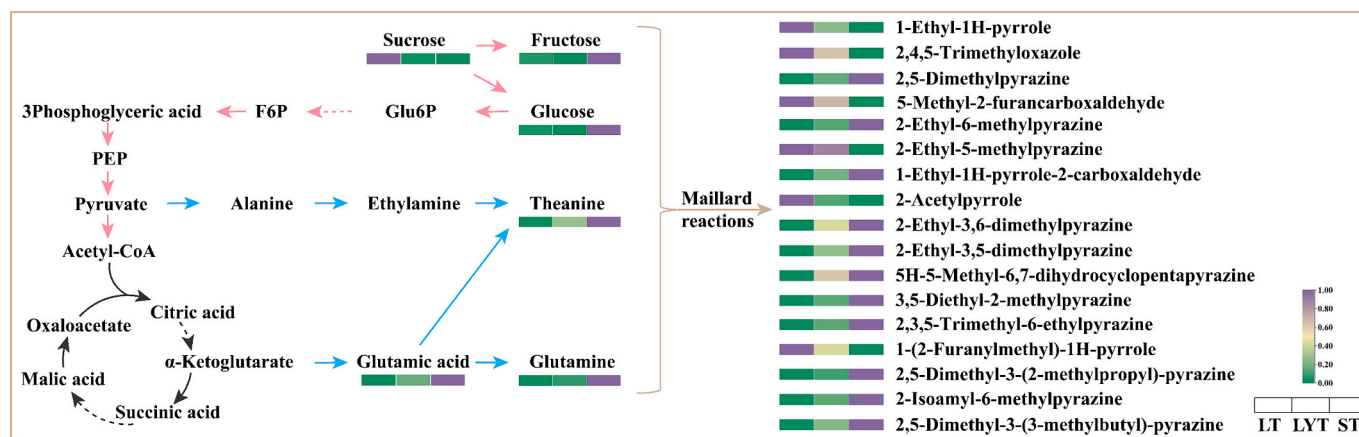 Sucrose
Fructose
3Phosphoglyceric acid
F6P
Glu6P
Glucose
PEP
Pyruvate
Alanine
Ethylamine
Theanine
Acetyl-CoA
Citric acid
Oxaloacetate
α-Ketoglutarate
Glutamic acid
Glutamine
Malic acid
Succinic acid
Maillard
reactions
1-Ethyl-1H-pyrrole
2,4,5-Trimethyloxazole
2,5-Dimethylpyrazine
5-Methyl-2-furancarboxaldehyde
2-Ethyl-6-methylpyrazine
2-Ethyl-5-methylpyrazine
1-Ethyl-1H-pyrrole-2-carboxaldehyde
2-Acetylpyrrole
2-Ethyl-3,6-dimethylpyrazine
2-Ethyl-3,5-dimethylpyrazine
5H-5-Methyl-6,7-dihydrocyclopentapyrazine
3,5-Diethyl-2-methylpyrazine
2,3,5-Trimethyl-6-ethylpyrazine
1-(2-Furanylmethyl)-1H-pyrrole
2,5-Dimethyl-3-(2-methylpropyl)-pyrazine
2-Isoamyl-6-methylpyrazine
2,5-Dimethyl-3-(3-methylbutyl)-pyrazine
1.00
0.80
0.60
0.40
0.20
0.00
LT LYT ST